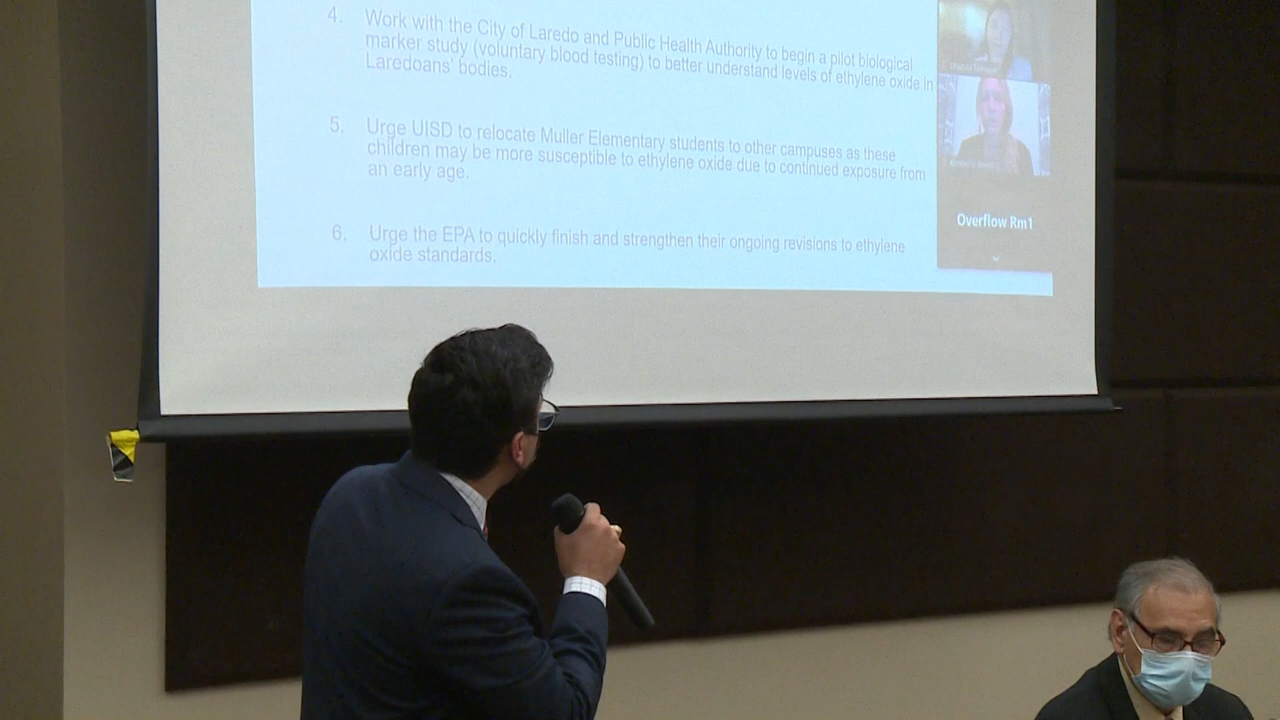 4. Work with the City of Laredo and Public Health Authority to begin a pilot biological
marker study (voluntary blood testing) to better understand levels of ethylene oxide in
Laredoans' bodies.
5. Urge UISD to relocate Muller Elementary students to other campuses as these
children may be more susceptible to ethylene oxide due to continued exposure from
an early age.
6. Urge the EPA to quickly finish and strengthen their ongoing revisions to ethylene
oxide standards.
Overflow Rm1